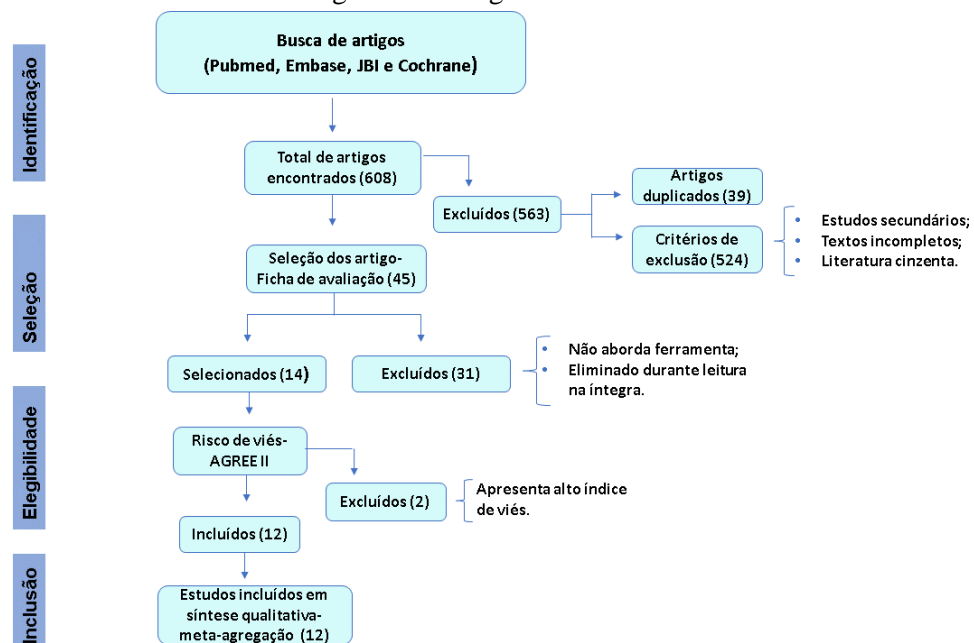 Busca de artigos
(Pubmed, Embase, JBI e Cochrane)
Identificação
Total de artigos
encontrados (608)
Excluídos (563)
Artigos
duplicados (39)
Critérios de
exclusão (524)
• Estudos secundários;
• Textos incompletos;
• Literatura cinzenta.
Seleção
Seleção dos artigo-
Ficha de avaliação (45)
Selecionados (14)
Excluídos (31)
• Não aborda ferramenta;
• Eliminado durante leitura
na íntegra.
Elegibilidade
Risco de viés-
AGREE II
Excluídos (2)
Apresenta alto índice
de viés.
Incluídos (12)
Inclusão
Estudos incluídos em
síntese qualitativa-
meta-agregação (12)